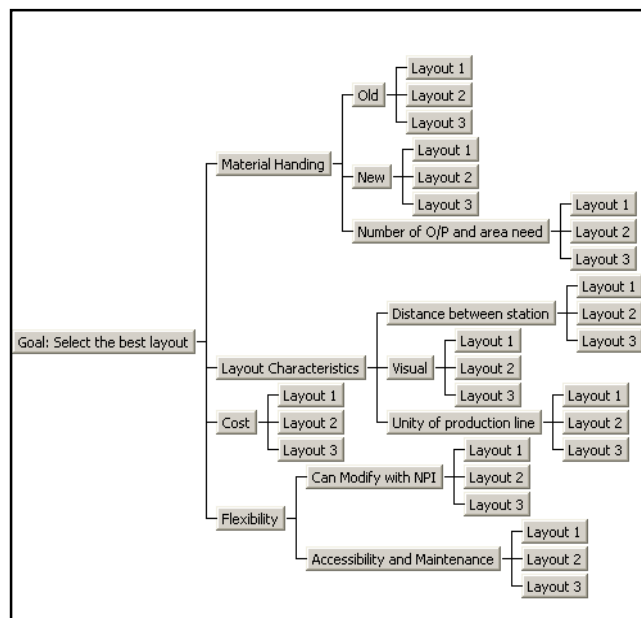 Layout 1
Old Layout 2
Layout 3
Layout 1
Material Handing New Layout 2
Layout 3
Layout 1
Number of O/P and area need Layout 2
Layout 3
Goal: Select the best layout
Layout 1
Distance between station Layout 2
Layout 3
Layout 1
Layout Characteristics Visual Layout 2
Layout 3
Layout 1
Cost Layout 2
Layout 3
Layout 1
Unity of production line Layout 2
Layout 3
Layout 1
Can Modify with NPI Layout 2
Layout 3
Flexibility
Layout 1
Accessibility and Maintenance Layout 2
Layout 3